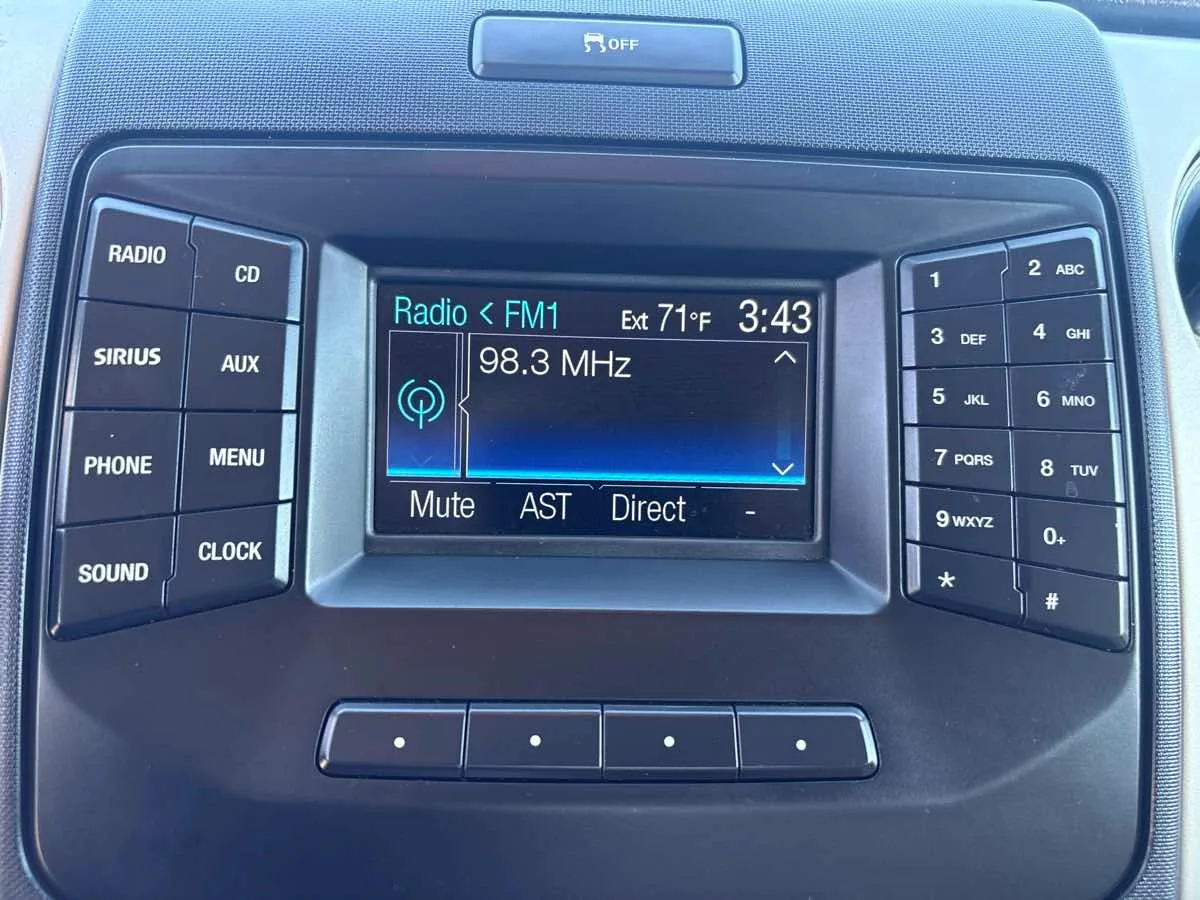 OFF
RADIO
CD
SIRIUS
AUX
PHONE
MENU
SOUND
CLOCK
Radio < FM1 Ext 71°F 3:43
98.3 MHz
Mute AST Direct -
1
2 ABC
3 DEF
4 GHI
5 JKL
6 MNO
7 PQRS
8 TUV
9 WXYZ
0+
*
#